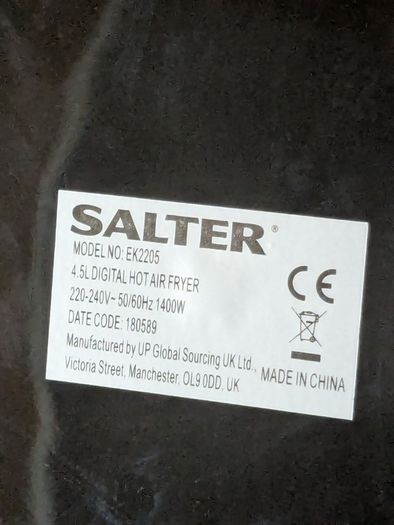 SALTER®
MODEL NO: EK2205
4.5L DIGITAL HOT AIR FRYER
220-240V~ 50/60Hz 1400W
DATE CODE: 180589
Manufactured by UP Global Sourcing UK Ltd.,
Victoria Street, Manchester, OL9 0DD, UK
CE
MADE IN CHINA